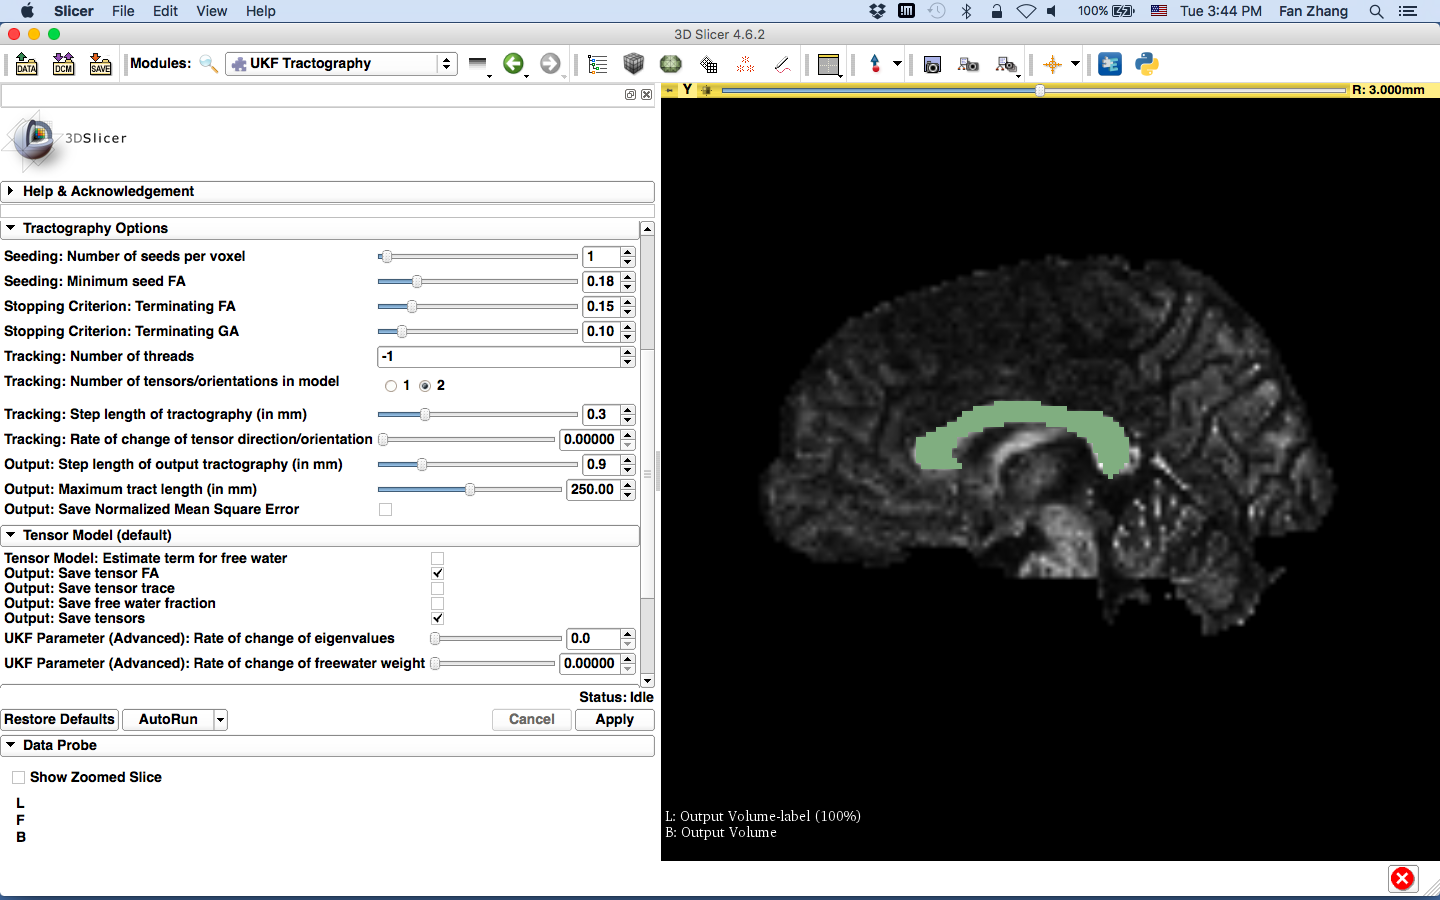 Slicer File Edit View Help 100% Tue 3:44 PM Fan Zhang
3D Slicer 4.6.2
DATA DCM SAVE Modules: UKF Tractography
Y R: 3.000mm
3DSlicer
Help & Acknowledgement
Tractography Options
Seeding: Number of seeds per voxel 1
Seeding: Minimum seed FA 0.18
Stopping Criterion: Terminating FA 0.15
Stopping Criterion: Terminating GA 0.10
Tracking: Number of threads -1
Tracking: Number of tensors/orientations in model 1 2
Tracking: Step length of tractography (in mm) 0.3
Tracking: Rate of change of tensor direction/orientation 0.00000
Output: Step length of output tractography (in mm) 0.9
Output: Maximum tract length (in mm) 250.00
Output: Save Normalized Mean Square Error
Tensor Model (default)
Tensor Model: Estimate term for free water
Output: Save tensor FA
Output: Save tensor trace
Output: Save free water fraction
Output: Save tensors
UKF Parameter (Advanced): Rate of change of eigenvalues 0.0
UKF Parameter (Advanced): Rate of change of freewater weight 0.00000
Status: Idle
Restore Defaults AutoRun Cancel Apply
Data Probe
Show Zoomed Slice
L
F
B
L: Output Volume-label (100%)
B: Output Volume